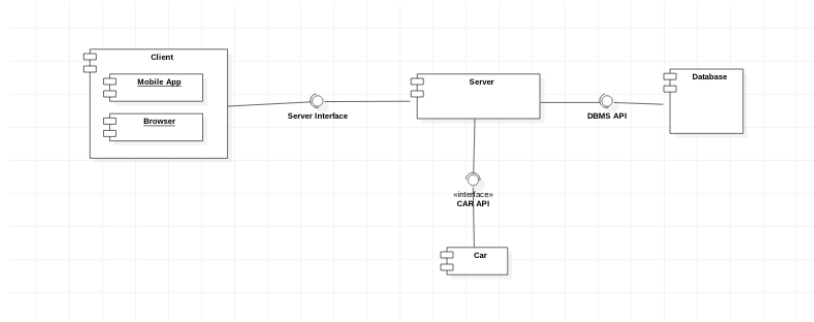 Client
Mobile App
Browser
Server Interface
Server
DBMS API
Database
«interface»
CAR API
Car